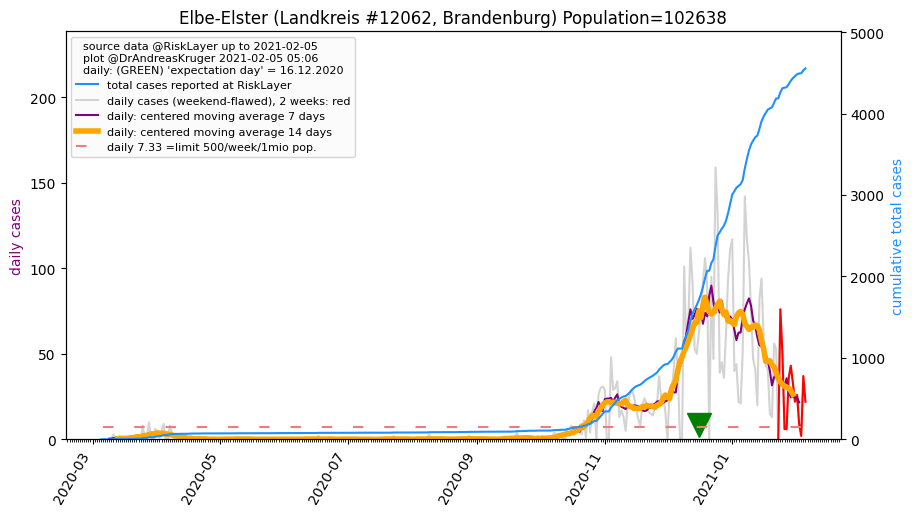 Elbe-Elster (Landkreis #12062, Brandenburg) Population=102638
source data @RiskLayer up to 2021-02-05
plot @DrAndreasKruger 2021-02-05 05:06
daily: (GREEN) 'expectation day' = 16.12.2020
total cases reported at RiskLayer
daily cases (weekend-flawed), 2 weeks: red
daily: centered moving average 7 days
daily: centered moving average 14 days
daily 7.33 =limit 500/week/1mio pop.
daily cases
200
150
100
50
0
cumulative total cases
5000
4000
3000
2000
1000
0
2020-03
2020-05
2020-07
2020-09
2020-11
2021-01